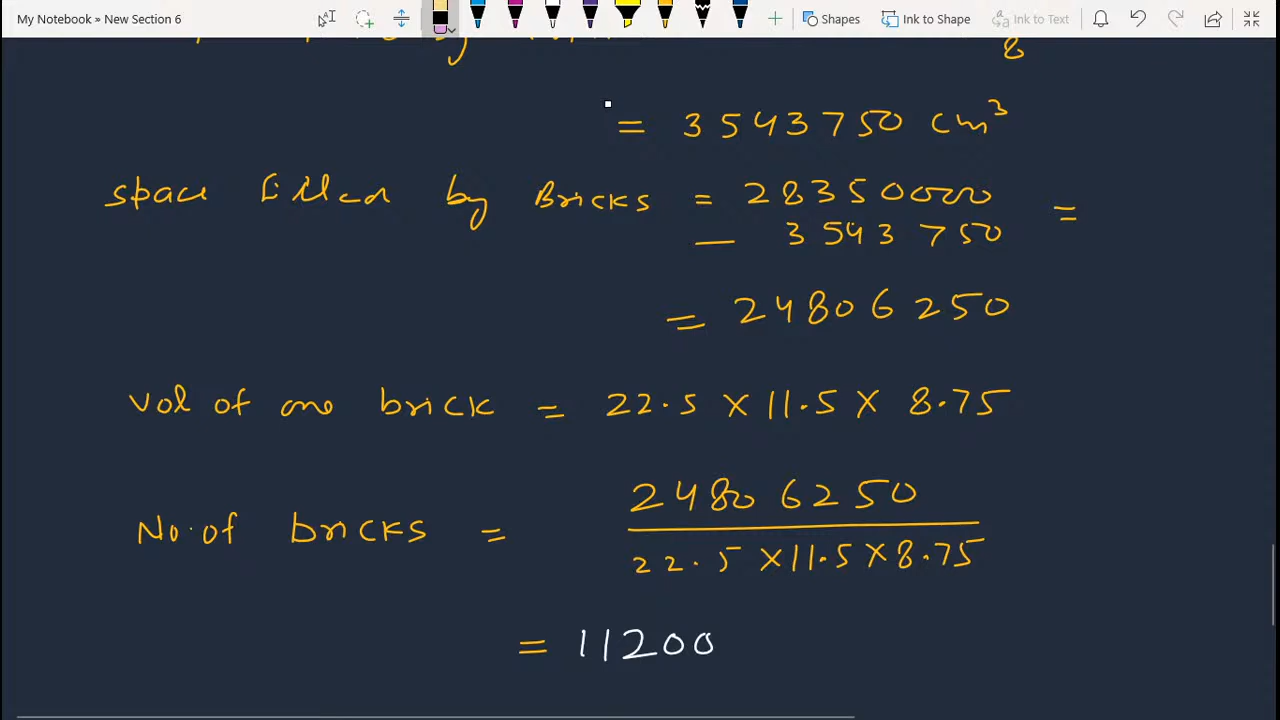 My Notebook » New Section 6
Shapes
Ink to Shape
Ink to Text
8
= 3543750 cm³
space filled by Bricks = 28350000 =
— 3543750
= 24806250
Vol of one brick = 22.5 × 11.5 × 8.75
24806250
No. of bricks =
22.5 × 11.5 × 8.75
= 11200